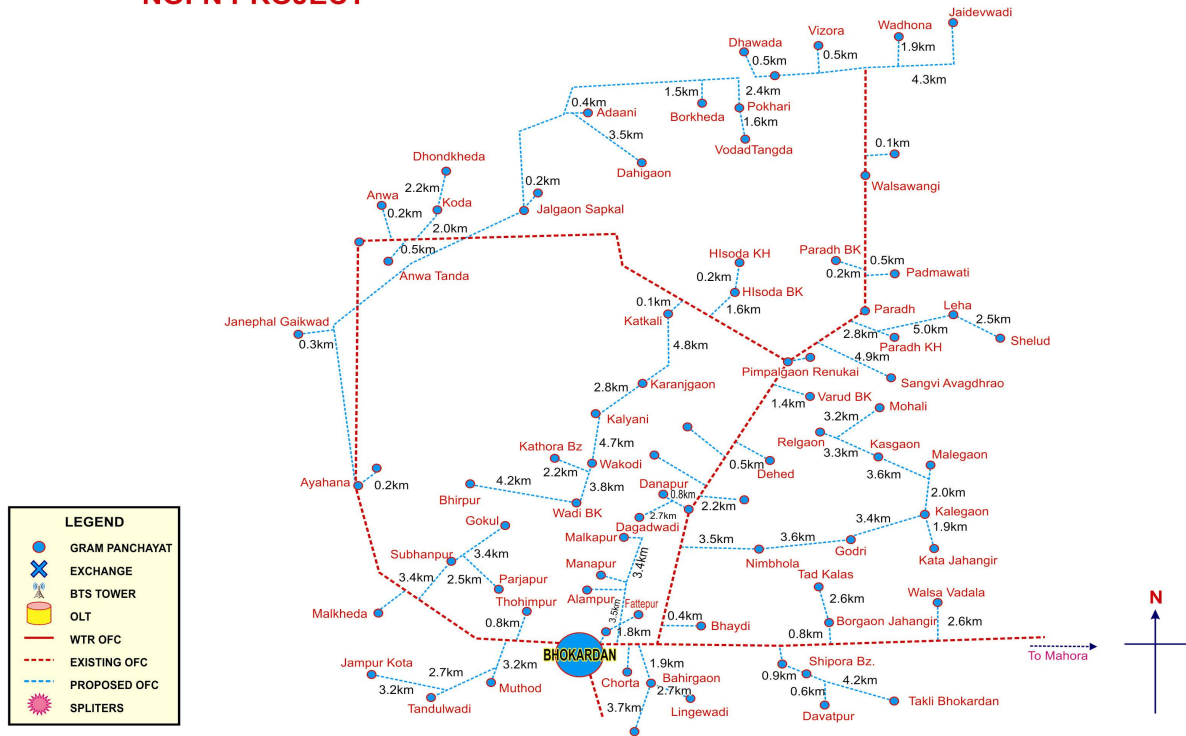 NOFN PROJECT
Jaidevwadi
Vizora
Wadhona
Dhawada
0.5km
0.5km
1.9km
4.3km
1.5km
2.4km
0.4km
Adaani
Borkheda
Pokhari
1.6km
3.5km
VodadTangda
0.1km
Dhondkheda
Dahigaon
Walsawangi
2.2km
0.2km
Anwa
0.2km
Koda
Jalgaon Sapkal
2.0km
0.5km
Anwa Tanda
HIsoda KH
Paradh BK
0.5km
0.2km
0.2km
Padmawati
HIsoda BK
0.1km
1.6km
Katkali
Paradh
Leha
2.5km
Janephal Gaikwad
0.3km
2.8km
5.0km
Paradh KH
Shelud
4.8km
4.9km
Pimpalgaon Renukai
2.8km
Karanjgaon
Sangvi Avagdhrao
1.4km
Varud BK
Mohali
Kalyani
3.2km
Relgaon
Kathora Bz
4.7km
3.3km
Kasgaon
Malegaon
2.2km
Wakodi
0.5km
Dehed
3.6km
Ayahana
0.2km
4.2km
Bhirpur
3.8km
Danapur
0.8km
2.2km
2.0km
Wadi BK
Dagadwadi
2.7km
Kalegaon
Gokul
3.4km
1.9km
Malkapur
3.5km
3.6km
Godri
Nimbhola
Kata Jahangir
Subhanpur
3.4km
3.4km
Manapur
3.4km
2.5km
Parjapur
Tad Kalas
Alampur
2.6km
Walsa Vadala
Malkheda
Thohimpur
3.5km
Fattepur
0.4km
0.8km
1.8km
Bhaydi
Borgaon Jahangir
2.6km
0.8km
BHOKARDAN
To Mahora
N
Jampur Kota
2.7km
3.2km
1.9km
Shipora Bz.
3.2km
Muthod
Chorta
Bahirgaon
2.7km
0.9km
4.2km
Tandulwadi
3.7km
Lingewadi
0.6km
Davatpur
Takli Bhokardan
LEGEND
GRAM PANCHAYAT
EXCHANGE
BTS TOWER
OLT
WTR OFC
EXISTING OFC
PROPOSED OFC
SPLITERS